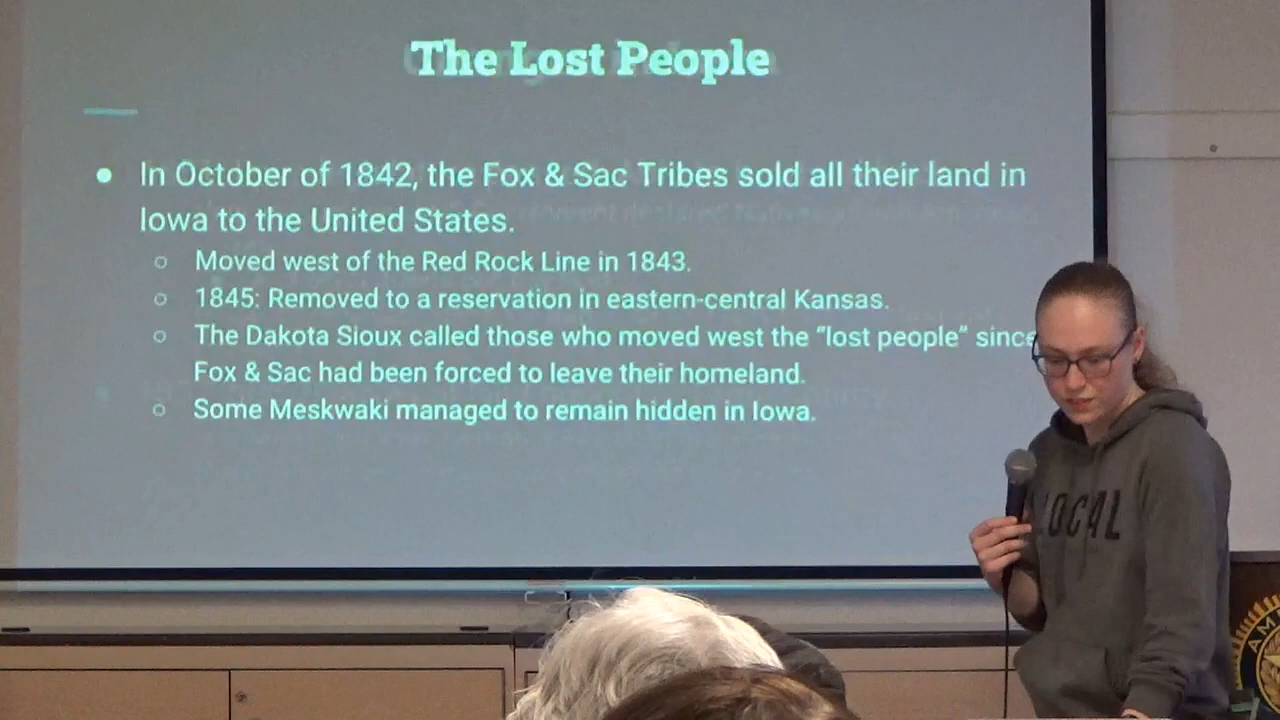 The Lost People
● In October of 1842, the Fox & Sac Tribes sold all their land in
Iowa to the United States.
○ Moved west of the Red Rock Line in 1843.
○ 1845: Removed to a reservation in eastern-central Kansas.
○ The Dakota Sioux called those who moved west the “lost people” since
Fox & Sac had been forced to leave their homeland.
○ Some Meskwaki managed to remain hidden in Iowa.
LOCAL